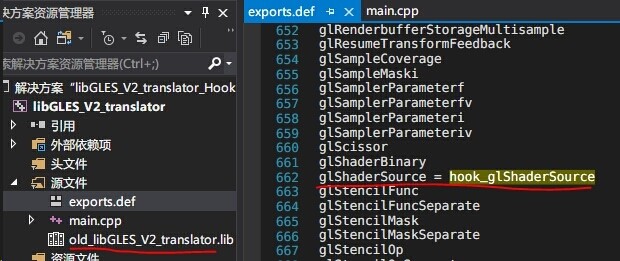 解决方案资源管理器
索解决方案资源管理器(Ctrl+;)
解决方案 "libGLES_V2_translator_Hook
libGLES_V2_translator
引用
外部依赖项
头文件
源文件
exports.def
main.cpp
old_libGLES_V2_translator.lib
资源文件
exports.def
main.cpp
652 glRenderbufferStorageMultisample
653 glResumeTransformFeedback
654 glSampleCoverage
655 glSampleMaski
656 glSamplerParameterf
657 glSamplerParameterfv
658 glSamplerParameteri
659 glSamplerParameteriv
660 glScissor
661 glShaderBinary
662 glShaderSource = hook_glShaderSource
663 glStencilFunc
664 glStencilFuncSeparate
665 glStencilMask
666 glStencilMaskSeparate
667 glStencilOp